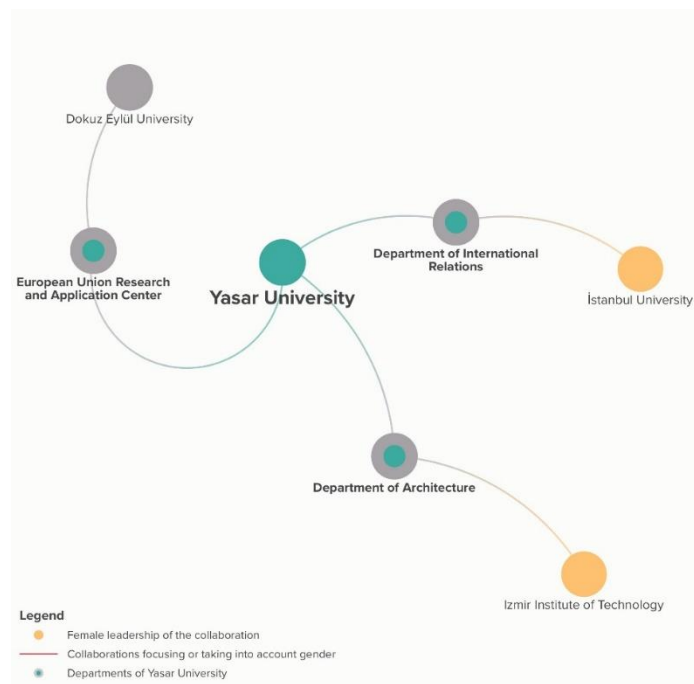 Dokuz Eylül University
Department of International
Relations
European Union Research
and Application Center
Yasar University
İstanbul University
Department of Architecture
Izmir Institute of Technology
Legend
Female leadership of the collaboration
Collaborations focusing or taking into account gender
Departments of Yasar University